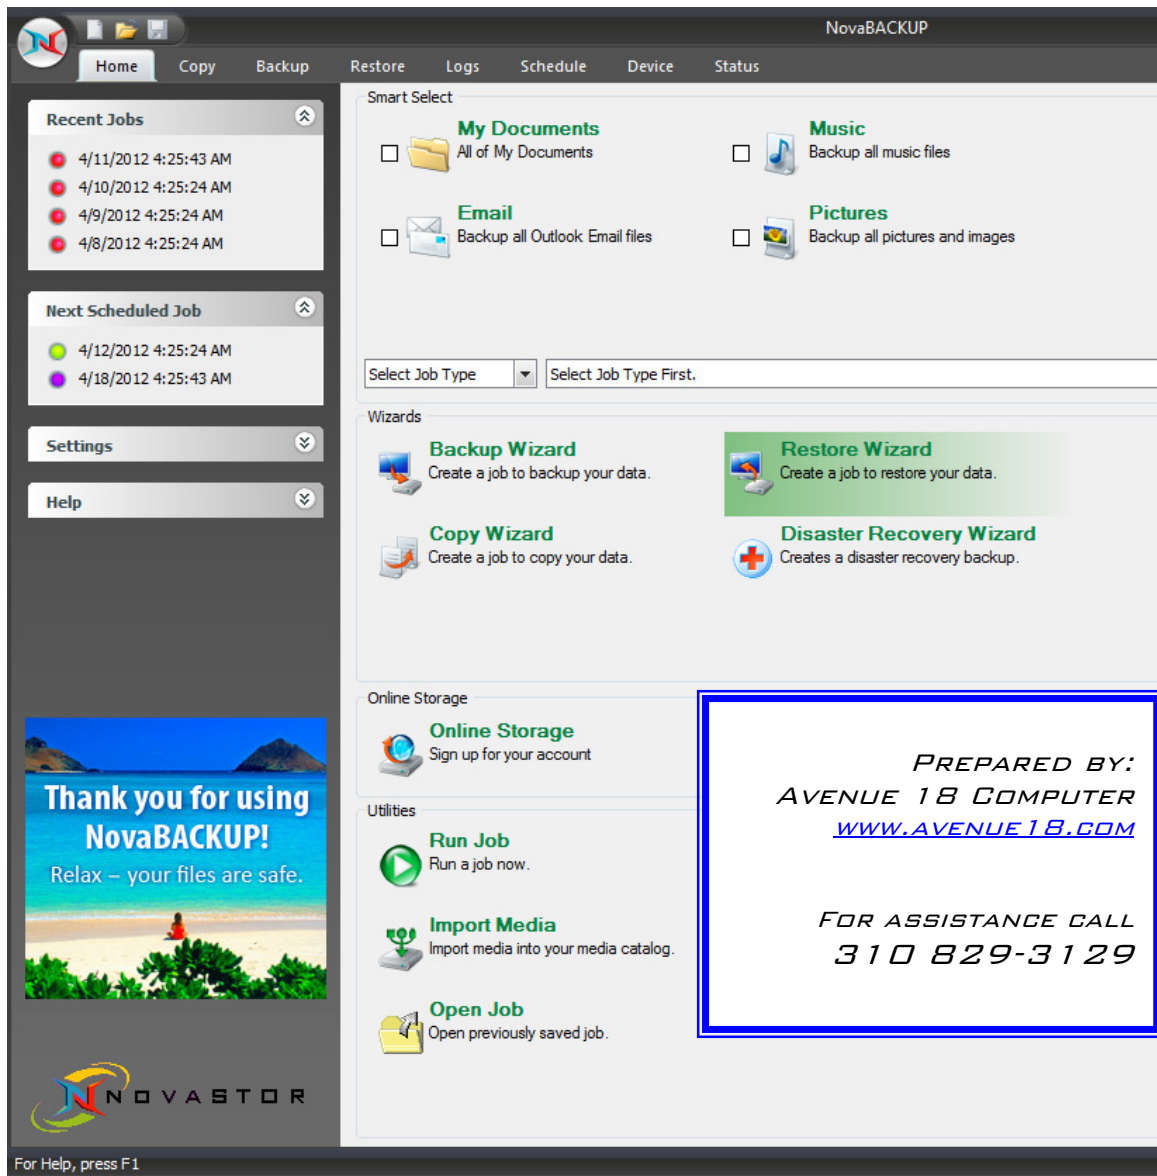 NovaBACKUP
Home Copy Backup Restore Logs Schedule Device Status
Recent Jobs
4/11/2012 4:25:43 AM
4/10/2012 4:25:24 AM
4/9/2012 4:25:24 AM
4/8/2012 4:25:24 AM
Next Scheduled Job
4/12/2012 4:25:24 AM
4/18/2012 4:25:43 AM
Settings
Help
Thank you for using
NovaBACKUP!
Relax – your files are safe.
NOVASTOR
Smart Select
My Documents
All of My Documents
Music
Backup all music files
Email
Backup all Outlook Email files
Pictures
Backup all pictures and images
Select Job Type
Select Job Type First.
Wizards
Backup Wizard
Create a job to backup your data.
Restore Wizard
Create a job to restore your data.
Copy Wizard
Create a job to copy your data.
Disaster Recovery Wizard
Creates a disaster recovery backup.
Online Storage
Online Storage
Sign up for your account
Utilities
Run Job
Run a job now.
Import Media
Import media into your media catalog.
Open Job
Open previously saved job.
Prepared by:
Avenue 18 Computer
www.avenue18.com
For assistance call
310 829-3129
For Help, press F1